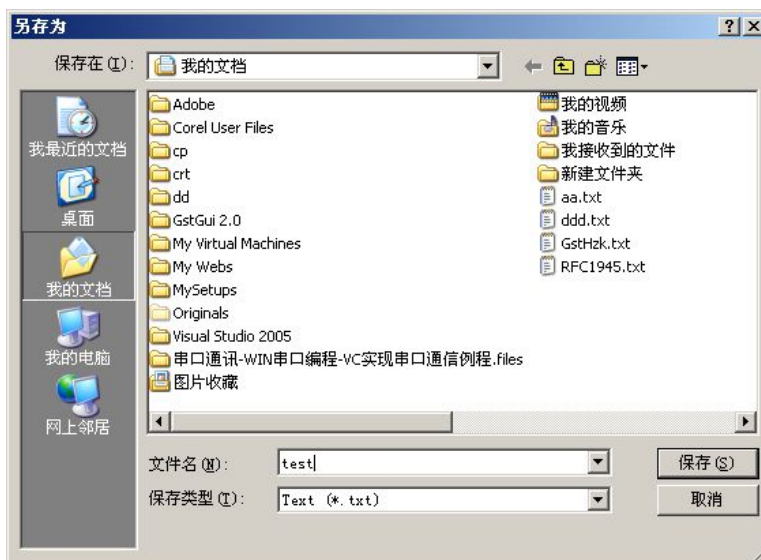 另存为
保存在(I):
我的文档
我最近的文档
桌面
我的文档
我的电脑
网上邻居
Adobe
Corel User Files
cp
crt
dd
GstGui 2.0
My Virtual Machines
My Webs
MySetups
Originals
Visual Studio 2005
串口通讯-WIN串口编程-VC实现串口通信例程.files
图片收藏
我的视频
我的音乐
我接收到的文件
新建文件夹
aa.txt
ddd.txt
GstHzk.txt
RFC1945.txt
文件名(N): test 保存(S)
保存类型(T): Text (*.txt) 取消